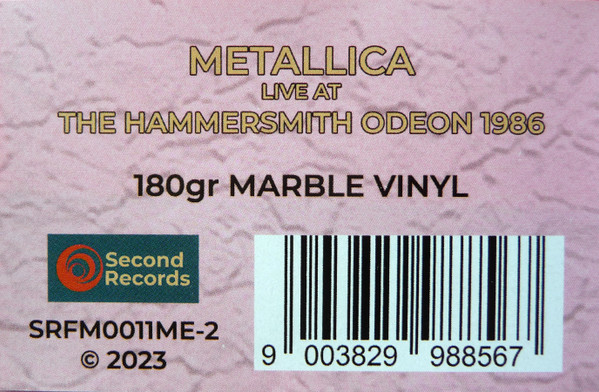 METALLICA
LIVE AT
THE HAMMERSMITH ODEON 1986
180gr MARBLE VINYL
Second
Records
SRFM0011ME-2
© 2023
9 003829 988567